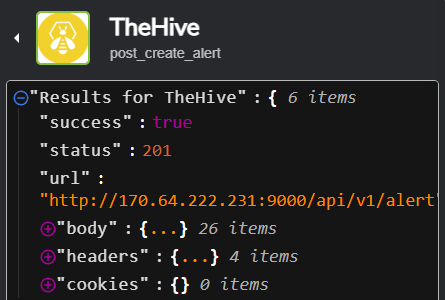 TheHive
post_create_alert
"Results for TheHive" : { 6 items
"success" : true
"status" : 201
"url" :
"http://170.64.222.231:9000/api/v1/alert"
"body" : {...} 26 items
"headers" : {...} 4 items
"cookies" : {} 0 items